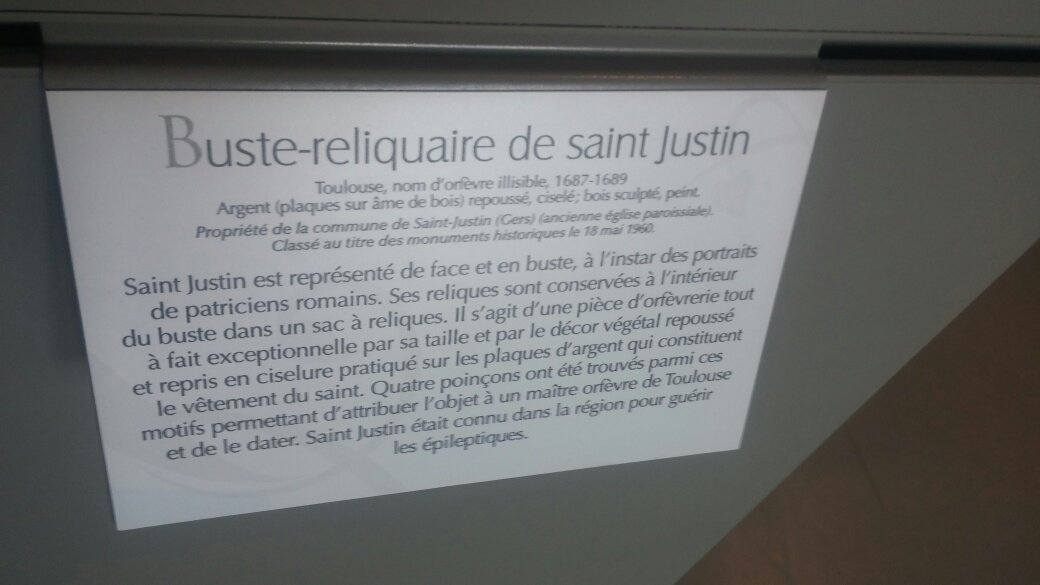 Buste-reliquaire de saint Justin
Toulouse, nom d'orfèvre illisible, 1687-1689
Argent (plaques sur âme de bois) repoussé, ciselé; bois sculpté, peint.
Propriété de la commune de Saint-Justin (Gers) (ancienne église paroissiale).
Classé au titre des monuments historiques le 18 mai 1960.
Saint Justin est représenté de face et en buste, à l'instar des portraits
de patriciens romains. Ses reliques sont conservées à l'intérieur
du buste dans un sac à reliques. Il s'agit d'une pièce d'orfèvrerie tout
à fait exceptionnelle par sa taille et par le décor végétal repoussé
et repris en ciselure pratiqué sur les plaques d'argent qui constituent
le vêtement du saint. Quatre poinçons ont été trouvés parmi ces
motifs permettant d'attribuer l'objet à un maître orfèvre de Toulouse
et de le dater. Saint Justin était connu dans la région pour guérir
les épileptiques.